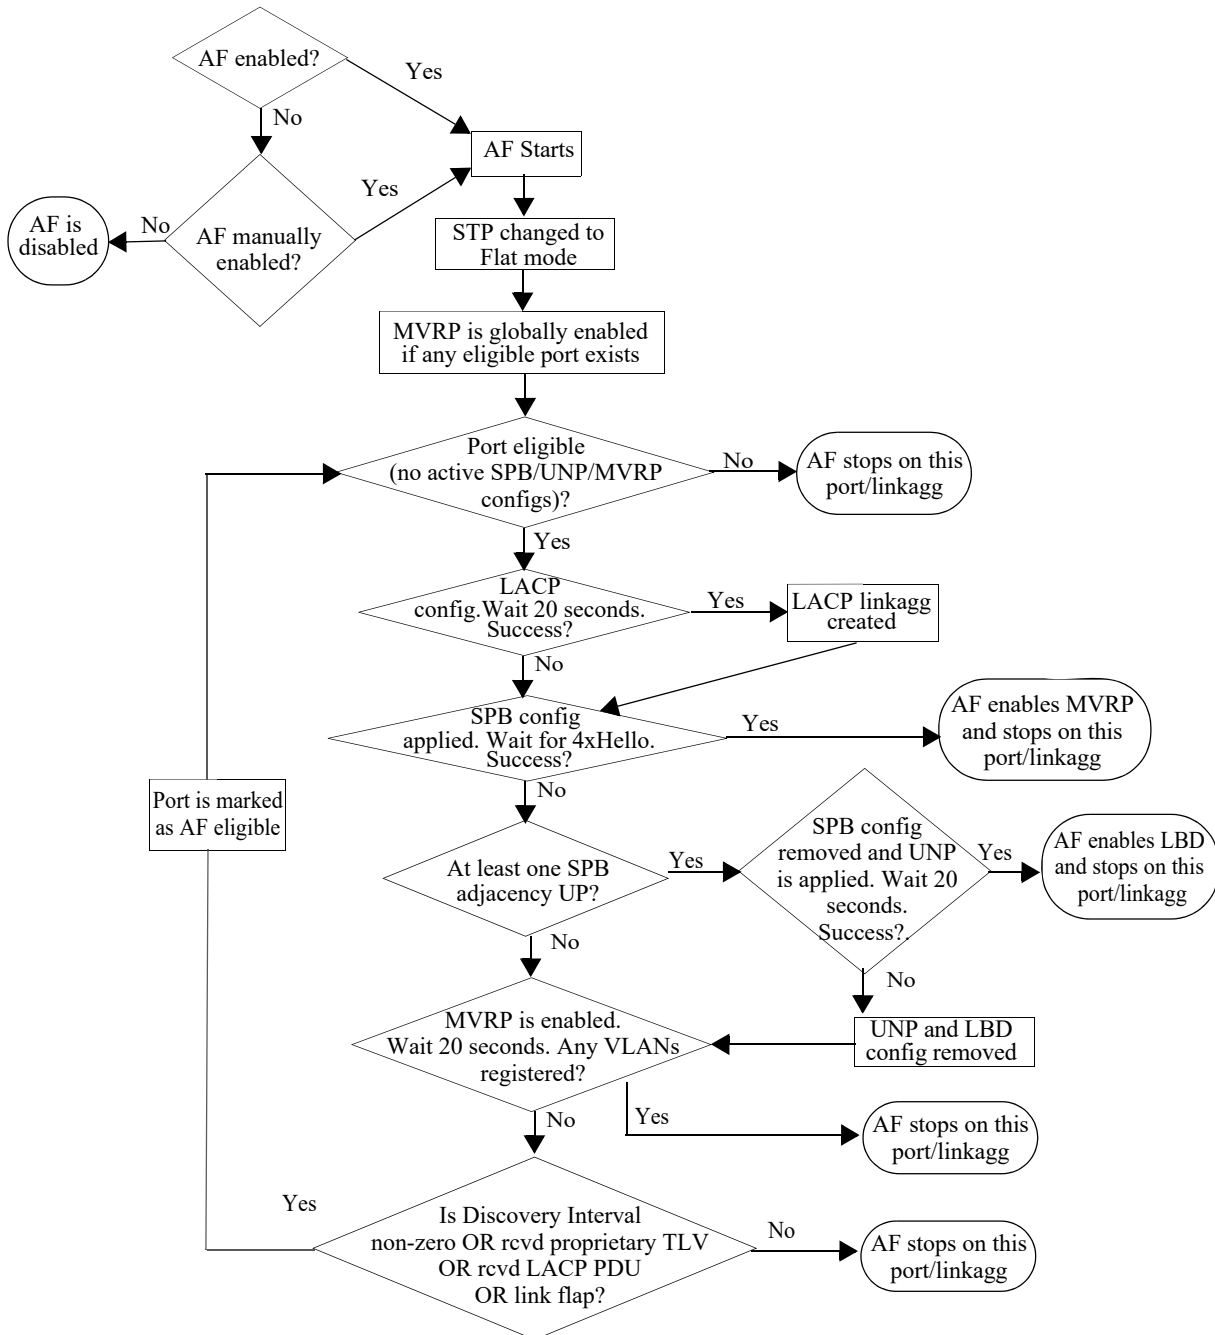 AF enabled?
Yes
No
AF Starts
Yes
AF is
disabled
No
AF manually
enabled?
STP changed to
Flat mode
MVRP is globally enabled
if any eligible port exists
Port eligible
(no active SPB/UNP/MVRP
configs)?
No
AF stops on this
port/linkagg
Yes
LACP
config.Wait 20 seconds.
Success?
Yes
LACP linkagg
created
No
SPB config
applied. Wait for 4xHello.
Success?
Yes
AF enables MVRP
and stops on this
port/linkagg
No
Port is marked
as AF eligible
At least one SPB
adjacency UP?
Yes
SPB config
removed and UNP
is applied. Wait 20
seconds.
Success?.
Yes
AF enables LBD
and stops on this
port/linkagg
No
No
UNP and LBD
config removed
MVRP is enabled.
Wait 20 seconds. Any VLANs
registered?
Yes
AF stops on this
port/linkagg
No
Yes
Is Discovery Interval
non-zero OR rcvd proprietary TLV
OR rcvd LACP PDU
OR link flap?
No
AF stops on this
port/linkagg